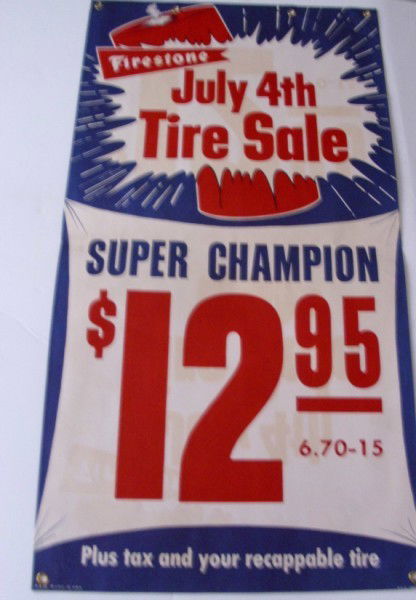 Firestone
July 4th
Tire Sale
SUPER CHAMPION
$12 95
6.70-15
Plus tax and your recappable tire